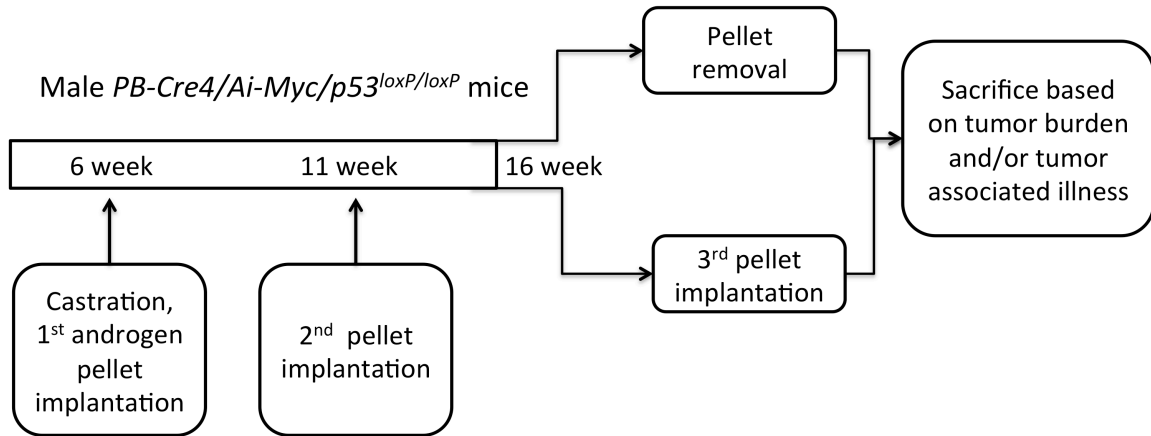 Male PB-Cre4/Ai-Myc/p53loxP/loxP mice
6 week
11 week
16 week
Castration,
1st androgen
pellet
implantation
2nd pellet
implantation
Pellet
removal
3rd pellet
implantation
Sacrifice based
on tumor burden
and/or tumor
associated illness